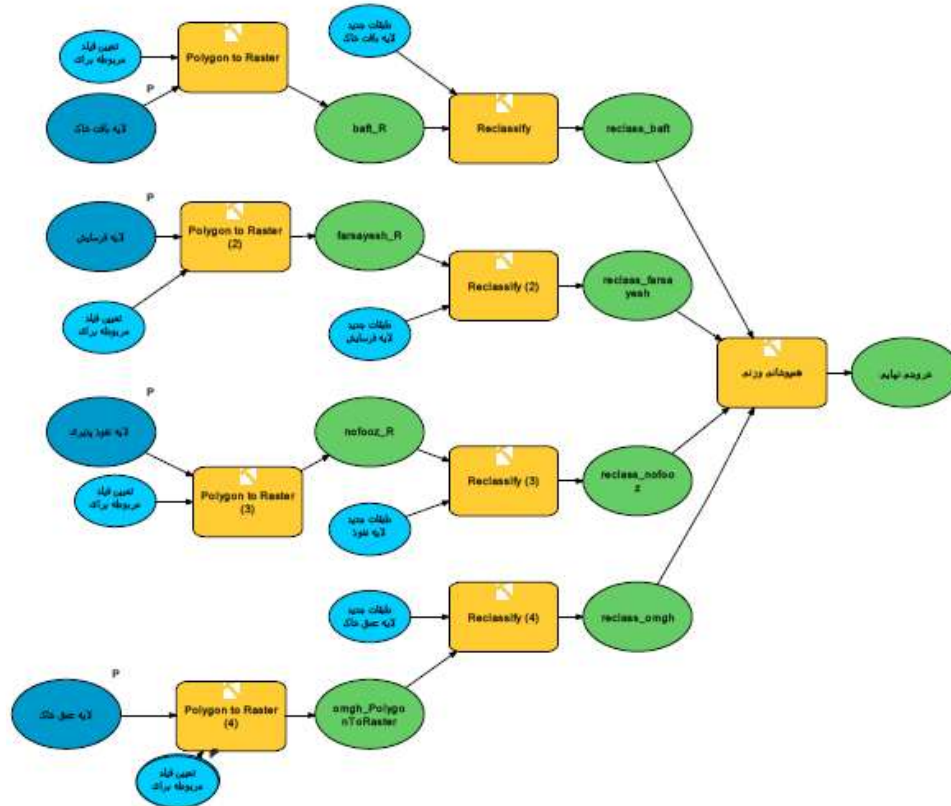 تعیین فیلد
مربوطه برای
Polygon to Raster
طبقات جدید
لایه بافت خاک
P
لایه بافت خاک
baft_R
Reclassify
reclass_baft
P
لایه فرسایش
Polygon to Raster
(2)
farsayesh_R
Reclassify (2)
reclass_farsa
yesh
تعیین فیلد
مربوطه برای
طبقات جدید
لایه فرسایش
همپوشانی وزنی
خروجی نهایی
P
لایه نفوذ پذیری
nofooz_R
تعیین فیلد
مربوطه برای
Polygon to Raster
(3)
Reclassify (3)
reclass_nofoo
z
طبقات جدید
لایه نفوذ
طبقات جدید
لایه عمق خاک
Reclassify (4)
reclass_omgh
P
لایه عمق خاک
Polygon to Raster
(4)
omgh_Polygo
nToRaster
P
تعیین فیلد
مربوطه برای